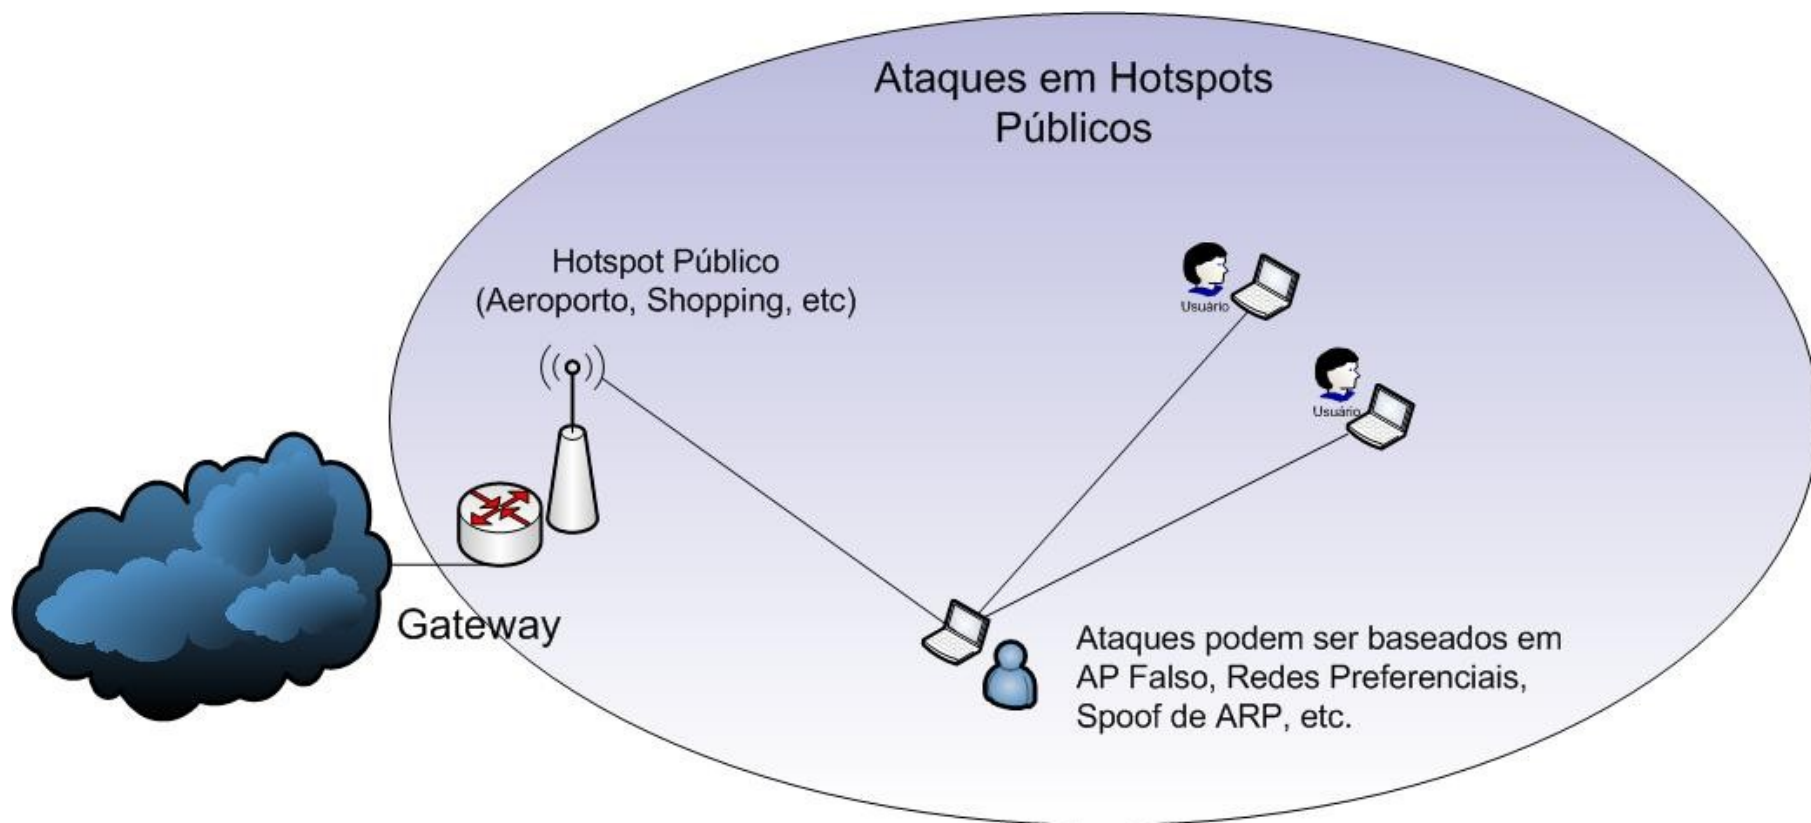 Ataques em Hotspots
Públicos
Hotspot Público
(Aeroporto, Shopping, etc)
Usuário
Usuário
Gateway
Ataques podem ser baseados em
AP Falso, Redes Preferenciais,
Spoof de ARP, etc.